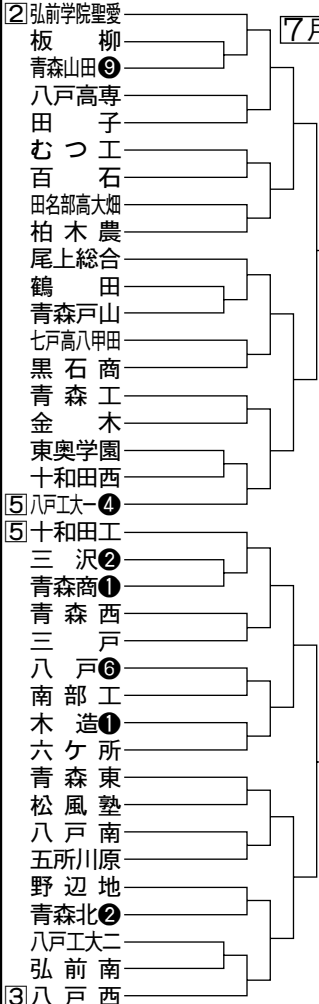 2 弘前学院聖愛
7月
板柳
青森山田❾
八戸高専
田子
むつ工
百石
田名部高大畑
柏木農
尾上総合
鶴田
青森戸山
七戸高八甲田
黒石商
青森工
金木
東奥学園
十和田西
5 八戸工大一❹
5 十和田工
三沢❷
青森商❶
青森西
三戸
八戸❻
南部工
木造❶
六ケ所
青森東
松風塾
八戸南
五所川原
野辺地
青森北❷
八戸工大二
弘前南
3 八戸西